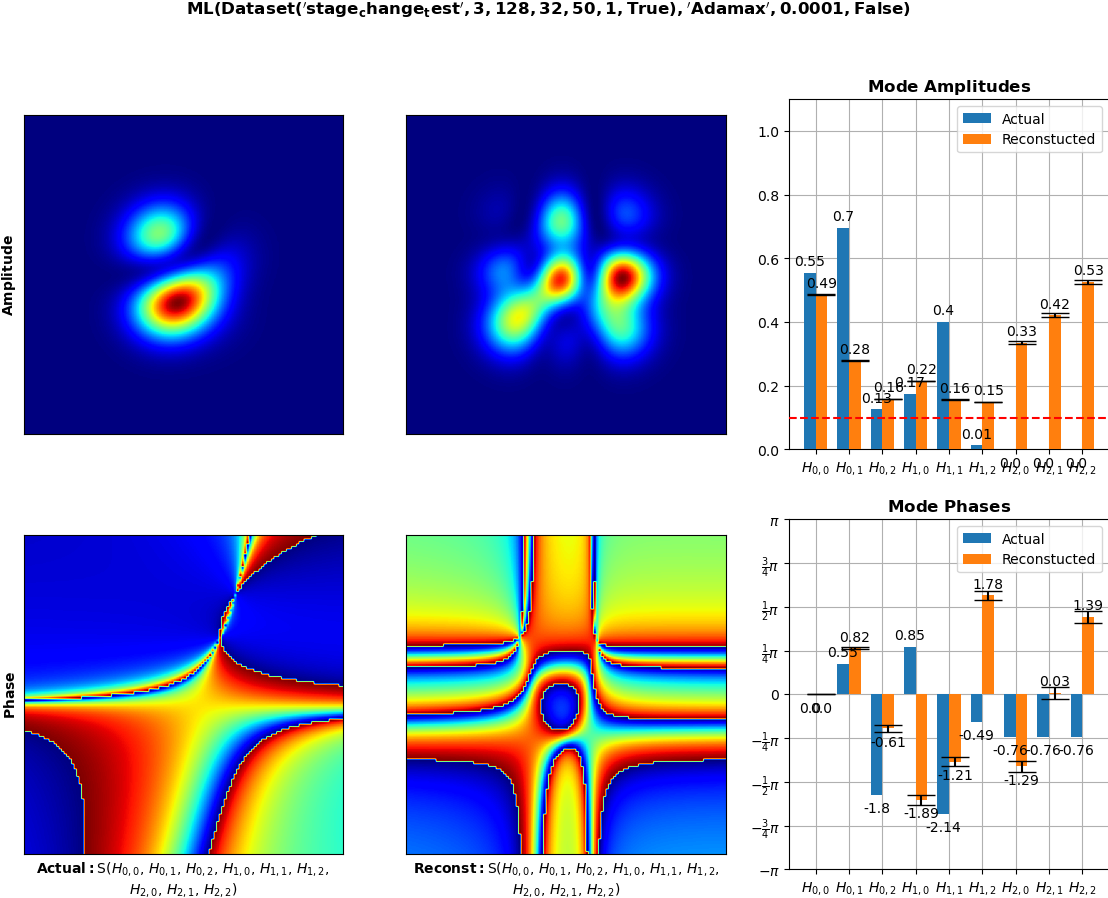 ML(Dataset('stage_change_test', 3, 128, 32, 50, 1, True), 'Adamax', 0.0001, False)
Amplitude
Mode Amplitudes
Actual
Reconstucted
1.0
0.8
0.6
0.4
0.2
0.0
0.55
0.49
0.7
0.28
0.13
0.16
0.17
0.22
0.4
0.16
0.01
0.15
0.0
0.33
0.0
0.42
0.0
0.53
H0,0 H0,1 H0,2 H1,0 H1,1 H1,2 H2,0 H2,1 H2,2
Phase
Actual: S(H0,0, H0,1, H0,2, H1,0, H1,1, H1,2,
H2,0, H2,1, H2,2)
Reconst: S(H0,0, H0,1, H0,2, H1,0, H1,1, H1,2,
H2,0, H2,1, H2,2)
Mode Phases
Actual
Reconstucted
π
3/4π
1/2π
1/4π
0
−1/4π
−1/2π
−3/4π
−π
0.0
0.0
0.55
0.82
-1.8
-0.61
0.85
-1.89
-2.14
-1.21
-0.49
1.78
-0.76
-1.29
-0.76
0.03
-0.76
1.39
H0,0 H0,1 H0,2 H1,0 H1,1 H1,2 H2,0 H2,1 H2,2